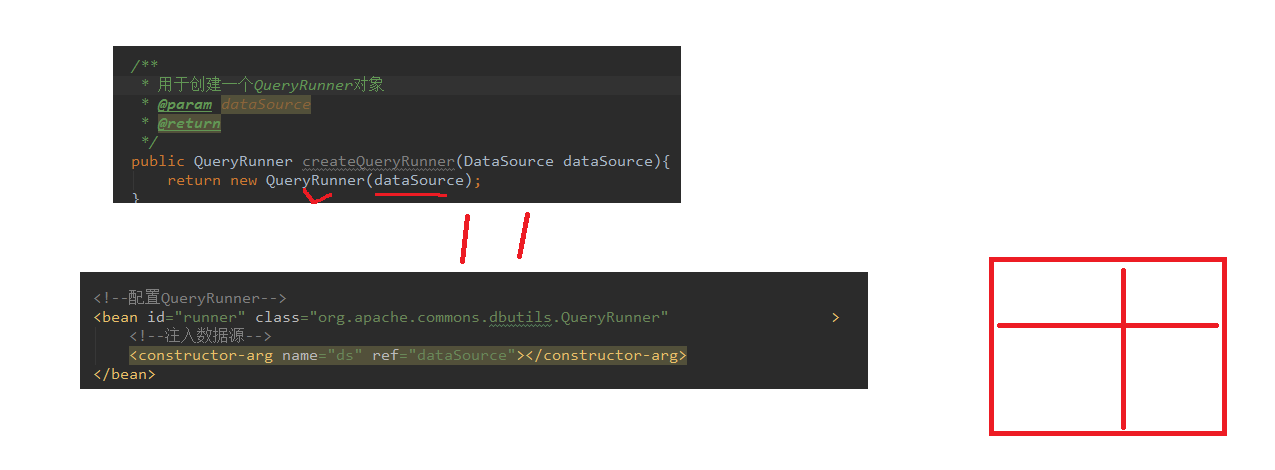 /**
* 用于创建一个QueryRunner对象
* @param dataSource
* @return
*/
public QueryRunner createQueryRunner(DataSource dataSource){
return new QueryRunner(dataSource);
}
<!--配置QueryRunner-->
<bean id="runner" class="org.apache.commons.dbutils.QueryRunner" >
<!--注入数据源-->
<constructor-arg name="ds" ref="dataSource"></constructor-arg>
</bean>